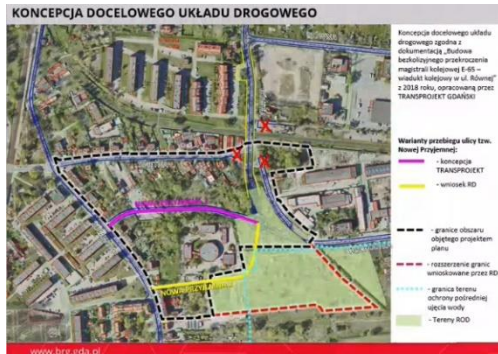 KONCEPCJA DOCELOWEGO UKŁADU DROGOWEGO
Koncepcja docelowego układu
drogowego zgodna z
dokumentacją „Budowa
bezkolizyjnego przekroczenia
magistrali kolejowej E-65 –
wiadukt kolejowy w ul. Równej"
z 2018 roku, opracowaną przez
TRANSPROJEKT GDAŃSKI
Warianty przebiegu ulicy tzw.
Nowej Przyjemnej:
- koncepcja
TRANSPROJEKT
- wniosek RD
- granice obszaru
objętego projektem
planu
- rozszerzenie granic
wnioskowane przez RD
- granica terenu
ochrony pośredniej
ujęcia wody
- Tereny ROD
X
X
X
www.brg.gda.pl